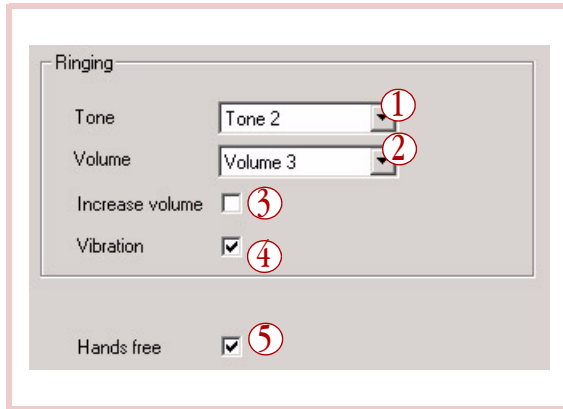 Ringing
Tone Tone 2 1
Volume Volume 3 2
Increase volume 3
Vibration 4
Hands free 5